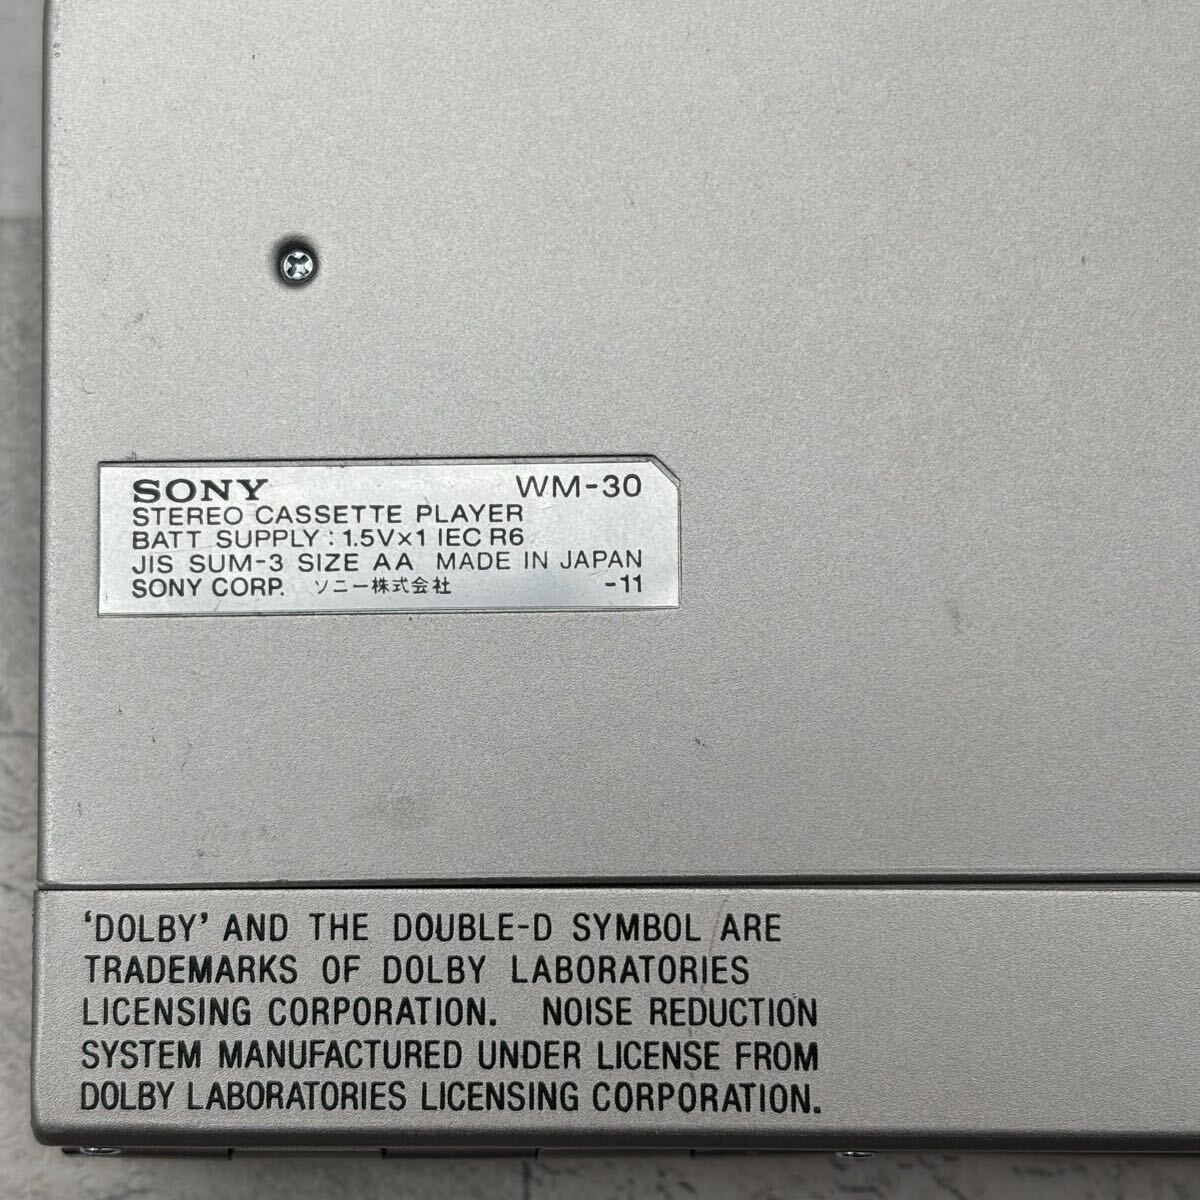 SONY WM-30
STEREO CASSETTE PLAYER
BATT SUPPLY : 1.5V×1 IEC R6
JIS SUM-3 SIZE AA MADE IN JAPAN
SONY CORP. ソニー株式会社 -11
‘DOLBY’ AND THE DOUBLE-D SYMBOL ARE
TRADEMARKS OF DOLBY LABORATORIES
LICENSING CORPORATION. NOISE REDUCTION
SYSTEM MANUFACTURED UNDER LICENSE FROM
DOLBY LABORATORIES LICENSING CORPORATION.